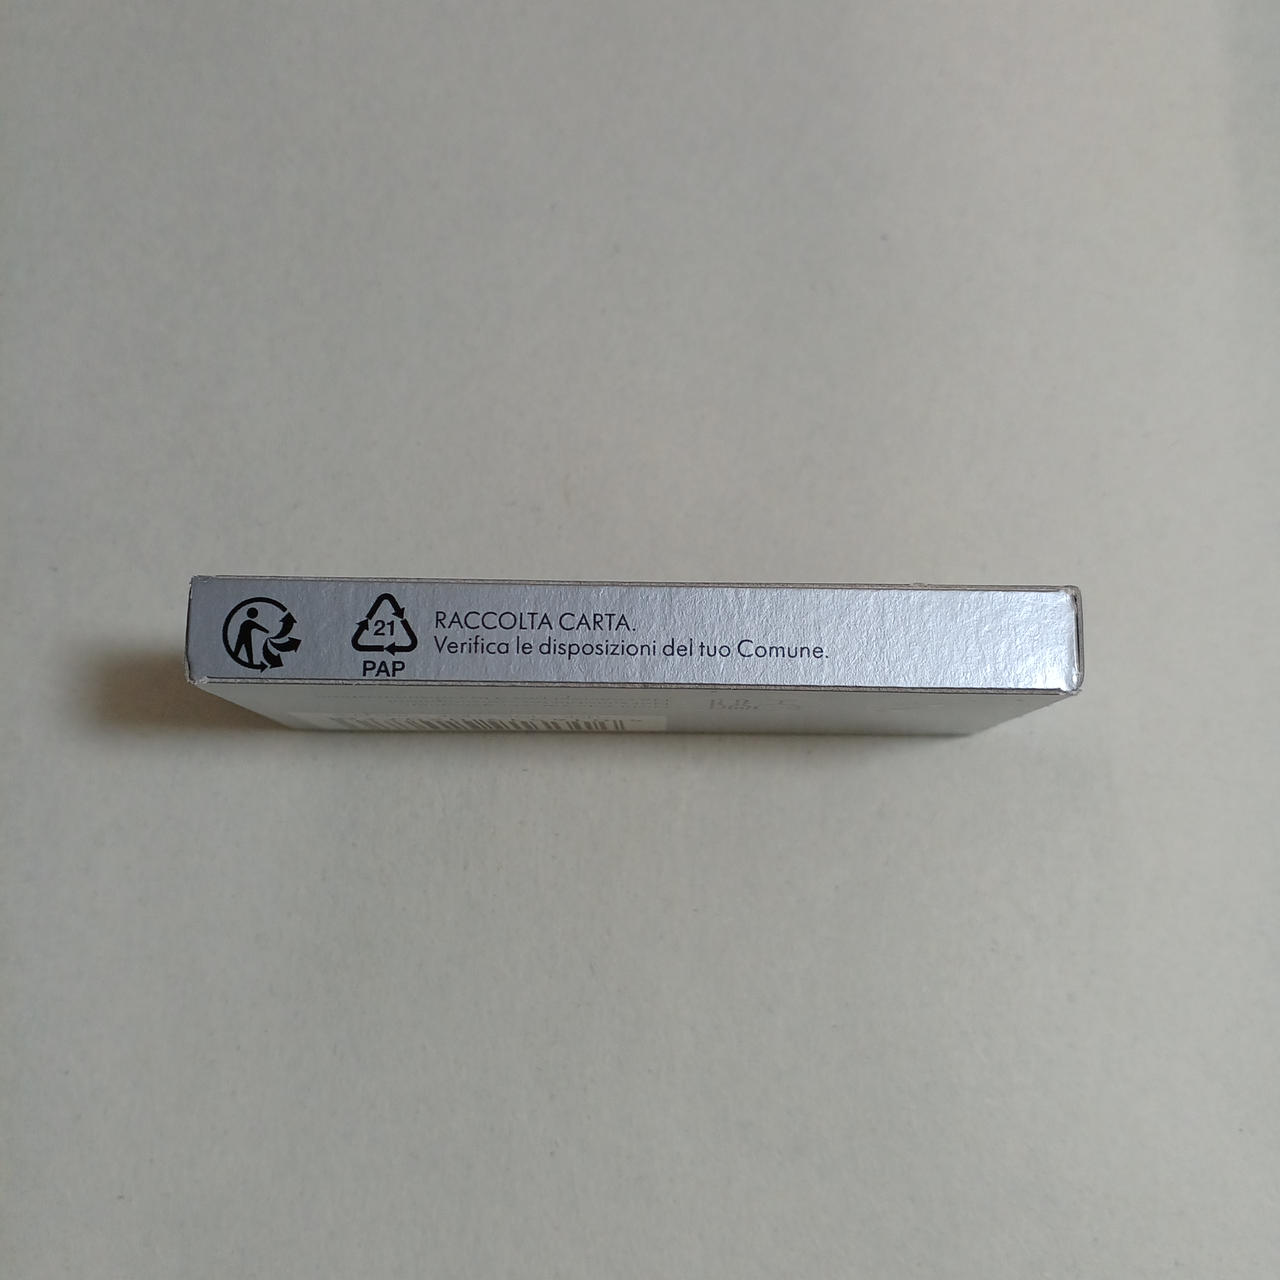 21
PAP
RACCOLTA CARTA.
Verifica le disposizioni del tuo Comune.